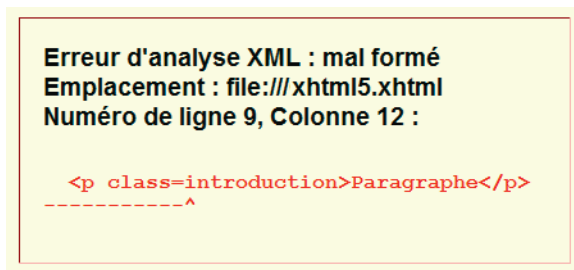 Erreur d'analyse XML : mal formé
Emplacement : file:///xhtml5.xhtml
Numéro de ligne 9, Colonne 12 :
<p class=introduction>Paragraphe</p>
-----------^